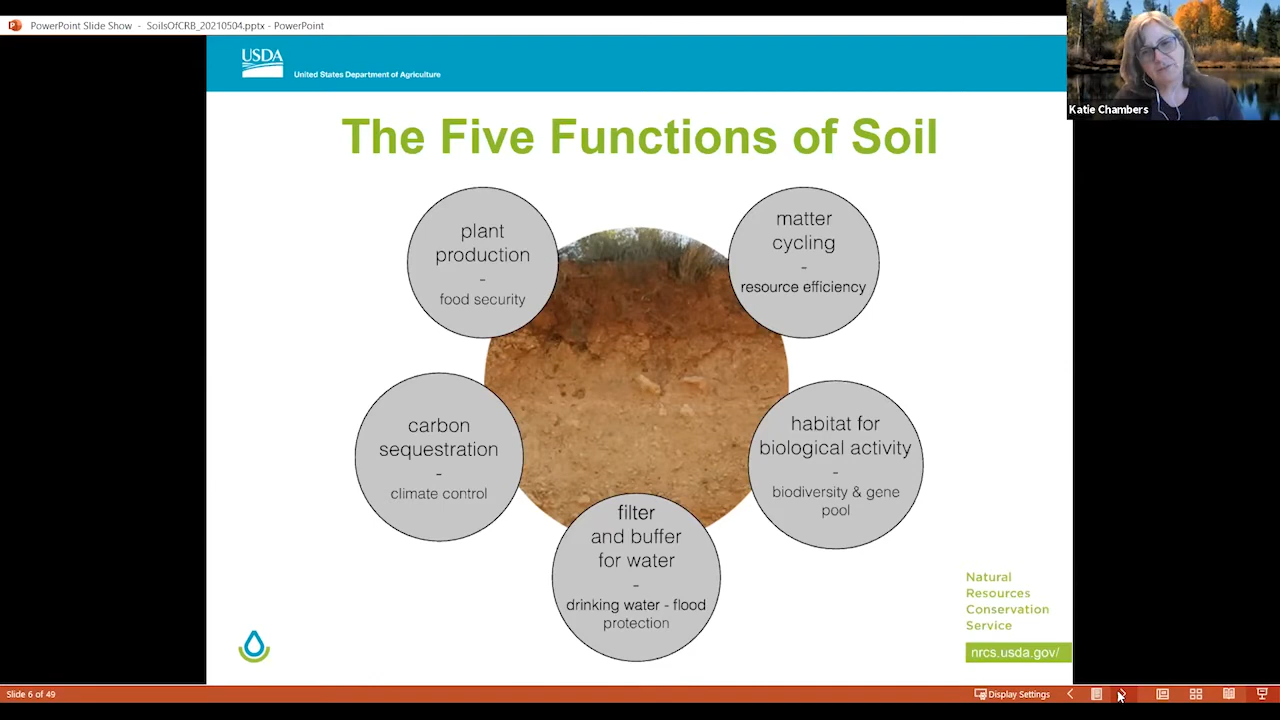 PowerPoint Slide Show - SoilsOfCRB_20210504.pptx - PowerPoint
USDA
United States Department of Agriculture
Katie Chambers
The Five Functions of Soil
plant
production
-
food security
matter
cycling
-
resource efficiency
carbon
sequestration
-
climate control
habitat for
biological activity
-
biodiversity & gene
pool
filter
and buffer
for water
-
drinking water - flood
protection
Natural
Resources
Conservation
Service
nrcs.usda.gov/
Slide 6 of 49
Display Settings